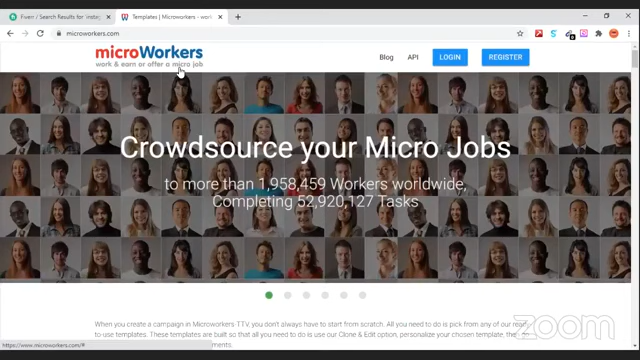 Fiverr / Search Results for 'instag
Templates | Microworkers - work
microworkers.com
microWorkers
work & earn or offer a micro job
Blog
API
LOGIN
REGISTER
Crowdsource your Micro Jobs
to more than 1,958,459 Workers worldwide,
Completing 52,920,127 Tasks
When you create a campaign in Microworkers-TTV, you don't always have to start from scratch. All you need to do is pick from any of our ready-
to-use templates. These templates are built so that all you need to do is use our Clone & Edit option, personalize your chosen template, the
https://www.microworkers.com/#
zoom